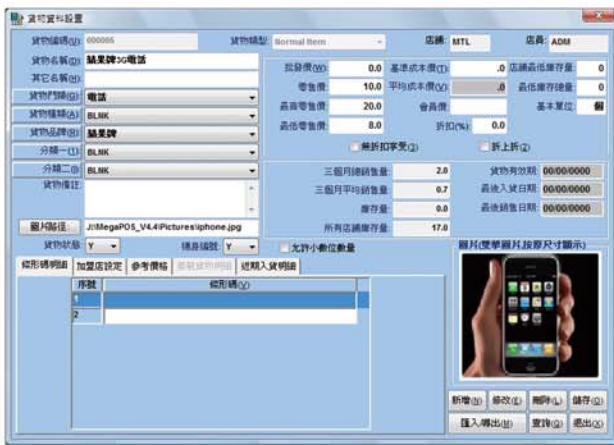 貨物資料設置
貨物編碼(U): 000005 貨物類型: Normal Item 店鋪: MTL 店員: ADM
貨物名稱(D): 蘋果牌3G電話
其它名稱(H):
貨物門類(G): 電話
貨物種類(A): BLNK
貨物品牌(B): 蘋果牌
分類一(1): BLNK
分類二(I): BLNK
貨物備註:
圖片路徑 J:\MegaPOS_V4.4\Pictures\iphone.jpg
貨物狀態: Y 機身編號: Y 允許小數位數量
批發價(W): 0.0 基準成本價(T): .0 店鋪最低庫存量: 0
零售價: 10.0 平均成本價(V): .0 最低庫存總量: 0
最高零售價: 20.0 會員價: 基本單位: 個
最低零售價: 8.0 折扣(%): 0.0
無折扣享受(3) 折上折(2)
三個月總銷售量: 2.0 貨物有效期: 00/00/0000
三個月平均銷售量: 0.7 最後入貨日期: 00/00/0000
庫存量: 0.0 最後銷售日期: 00/00/0000
所有店鋪庫存量: 17.0
圖片(雙擊圖片按原尺寸顯示)
條形碼明細 加盟店設定 參考價格 近期入貨明細
序號 條形碼(V)
1
2
新增(N) 修改(E) 刪除(L) 儲存(O)
匯入/導出(M) 查詢(Q) 退出(X)